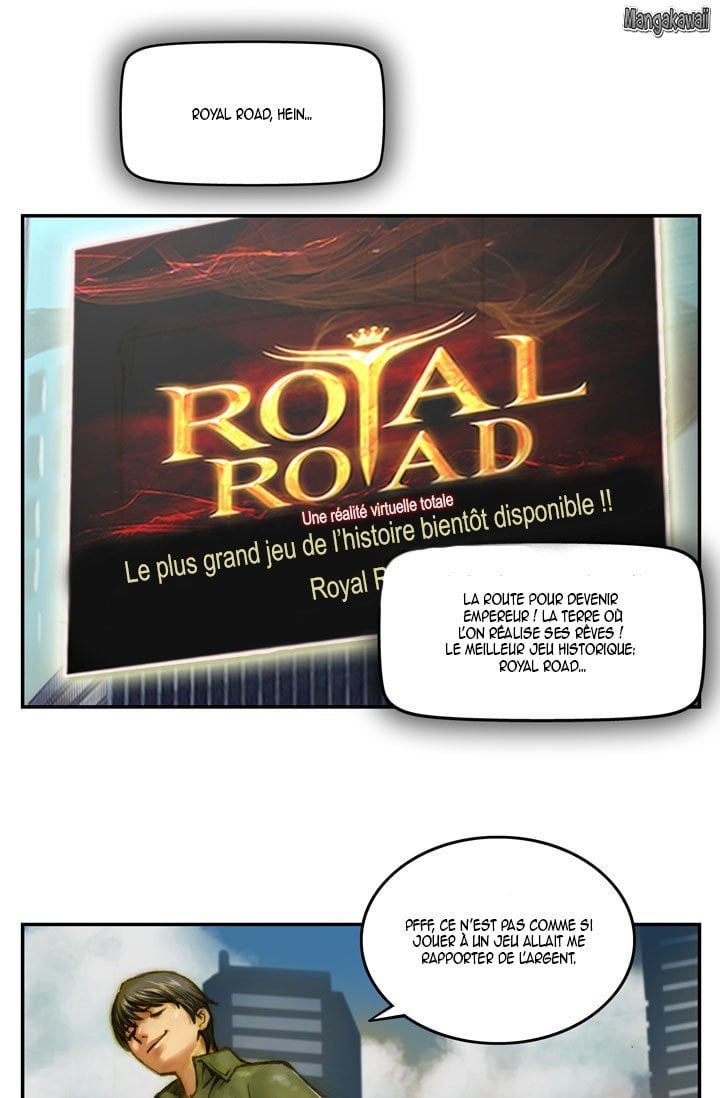 Mangakawaii
ROYAL ROAD, HEIN...
ROYAL
ROAD
Une réalité virtuelle totale
Le plus grand jeu de l'histoire bientôt disponible !!
Royal
LA ROUTE POUR DEVENIR
EMPEREUR ! LA TERRE OÙ
L'ON RÉALISE SES RÊVES !
LE MEILLEUR JEU HISTORIQUE:
ROYAL ROAD...
PFFF, CE N'EST PAS COMME SI
JOUER À UN JEU ALLAIT ME
RAPPORTER DE L'ARGENT.